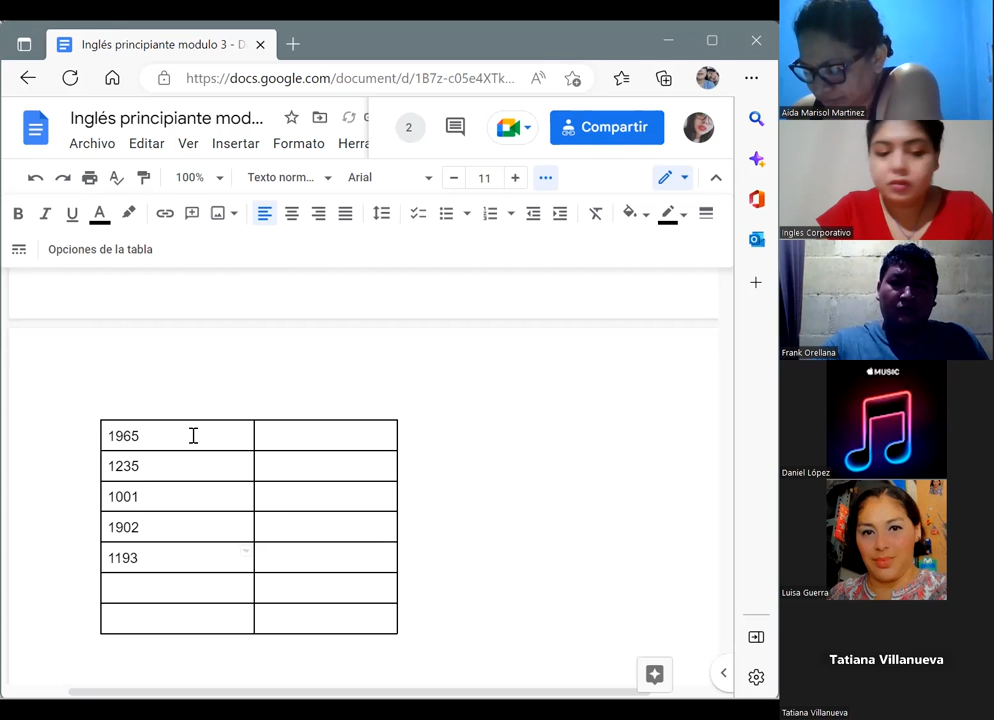 Inglés principiante modulo 3 - D
https://docs.google.com/document/d/1B7z-c05e4XTk...
Inglés principiante mod...
2
Compartir
Archivo Editar Ver Insertar Formato Herra
100% Texto norm... Arial 11
Opciones de la tabla
1965
1235
1001
1902
1193
Aida Marisol Martinez
Ingles Corporativo
Frank Orellana
MUSIC
Daniel López
Luisa Guerra
Tatiana Villanueva
Tatiana Villanueva